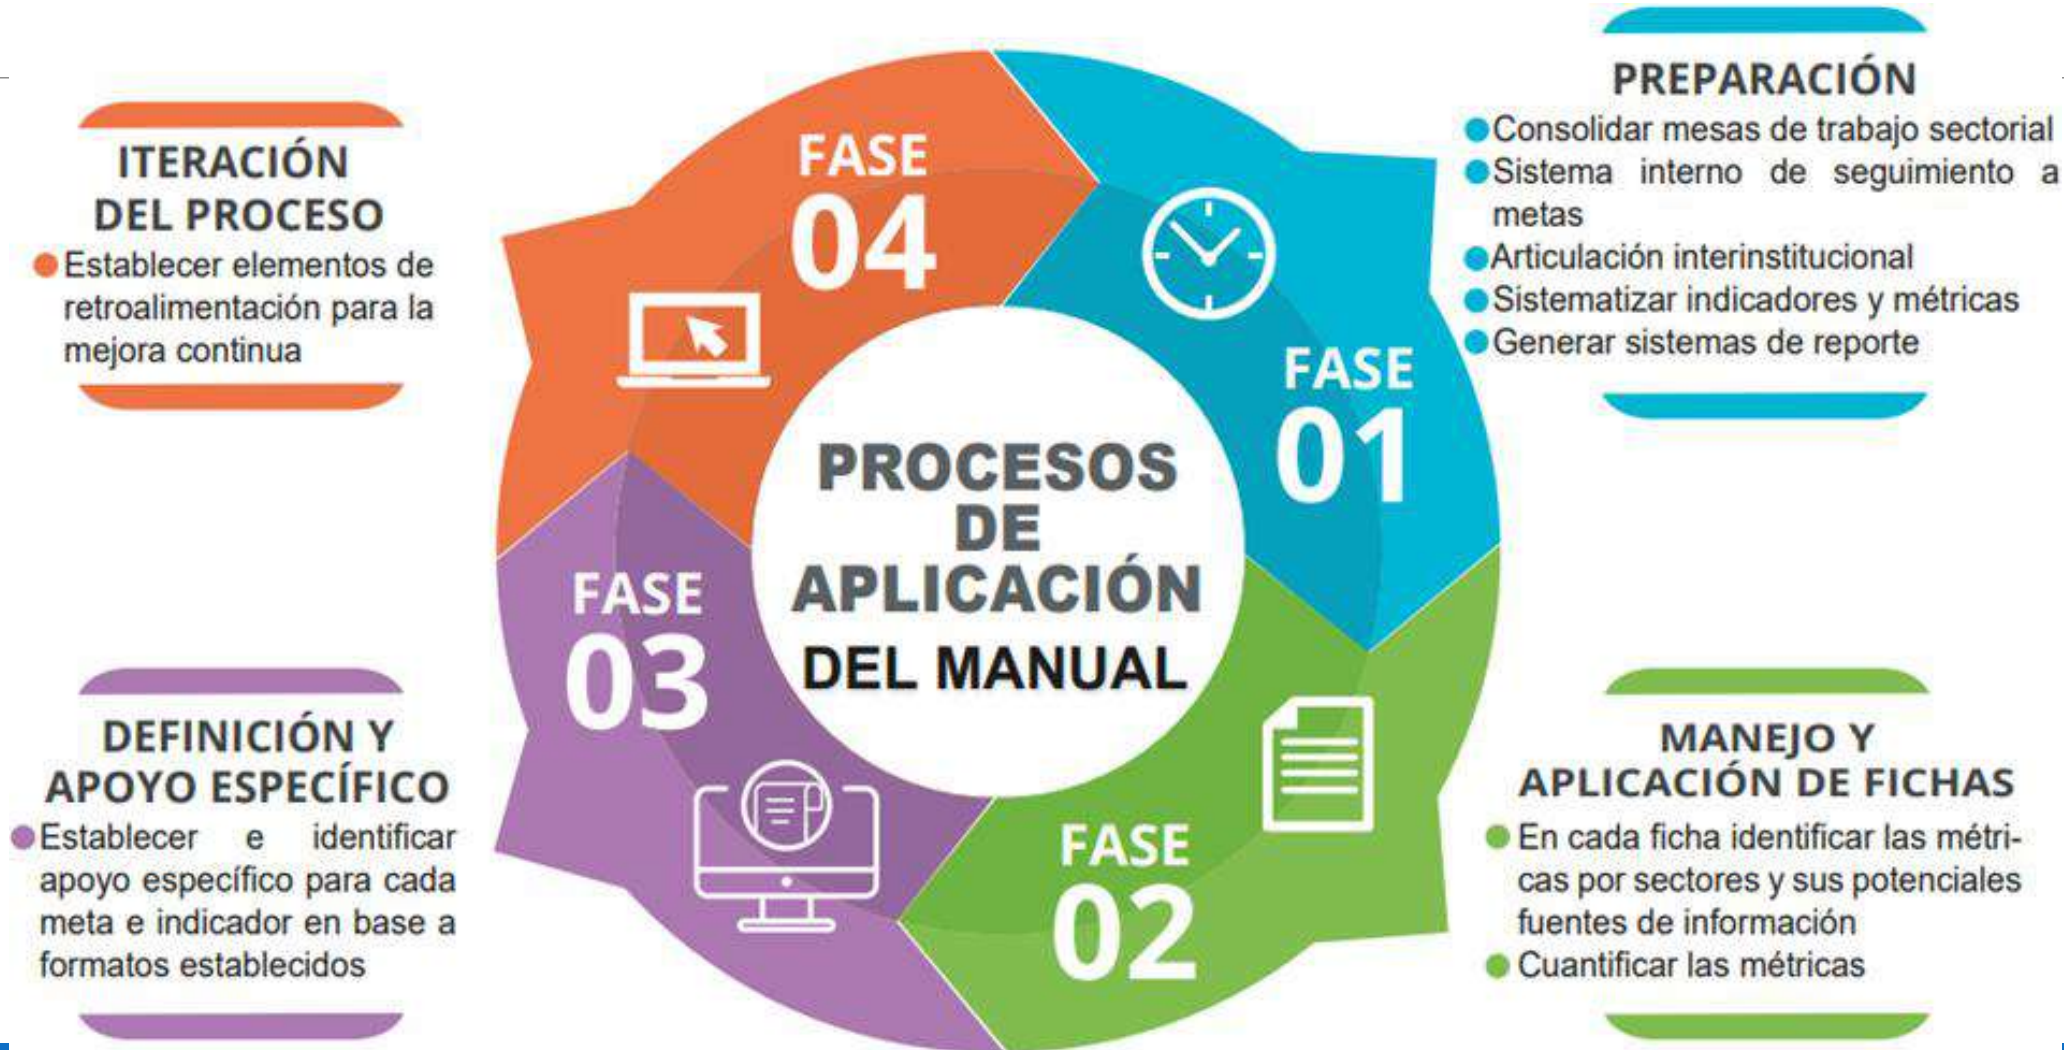 PROCESOS
DE
APLICACIÓN
DEL MANUAL
FASE
01
PREPARACIÓN
Consolidar mesas de trabajo sectorial
Sistema interno de seguimiento a
metas
Articulación interinstitucional
Sistematizar indicadores y métricas
Generar sistemas de reporte
FASE
02
MANEJO Y
APLICACIÓN DE FICHAS
En cada ficha identificar las métri-
cas por sectores y sus potenciales
fuentes de información
Cuantificar las métricas
FASE
03
DEFINICIÓN Y
APOYO ESPECÍFICO
Establecer e identificar
apoyo específico para cada
meta e indicador en base a
formatos establecidos
FASE
04
ITERACIÓN
DEL PROCESO
Establecer elementos de
retroalimentación para la
mejora continua